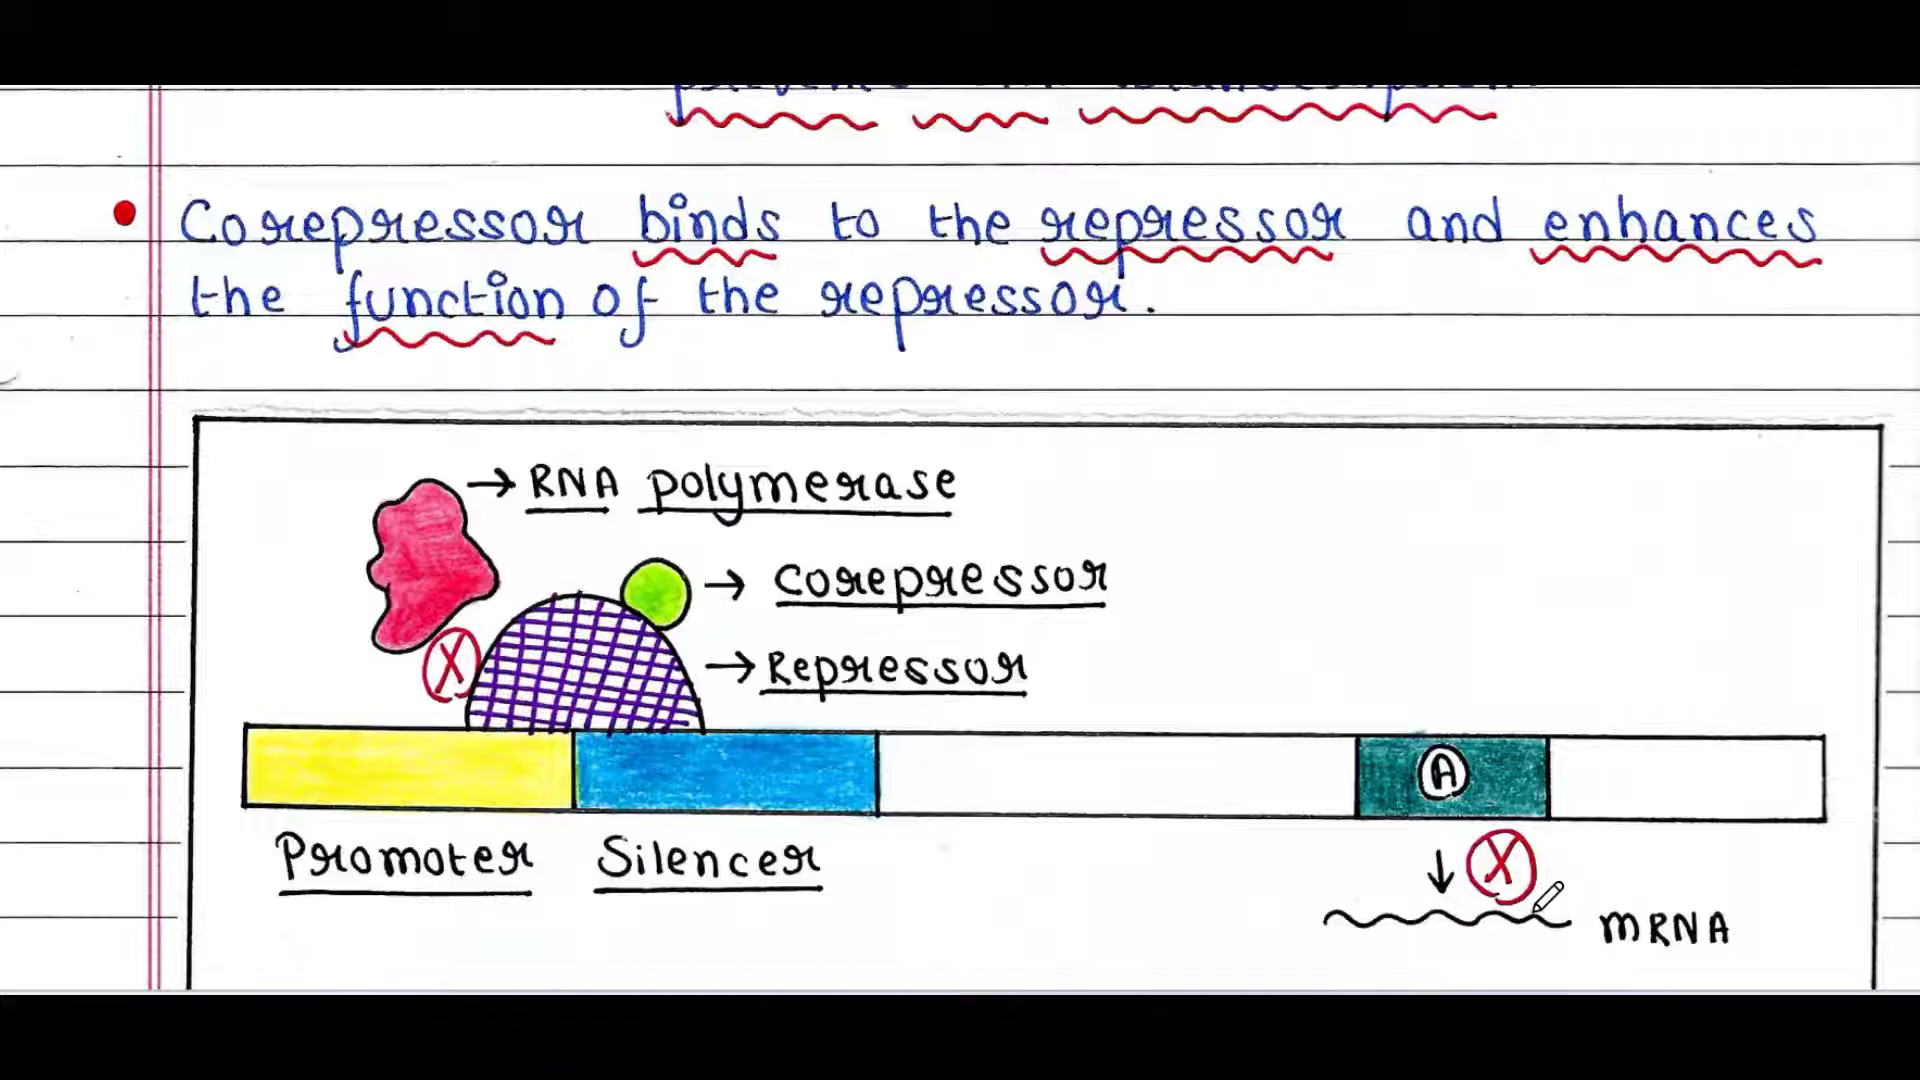 Corepressor binds to the repressor and enhances
the function of the repressor.
→ RNA polymerase
→ Corepressor
→ Repressor
X
A
Promoter Silencer
X
mRNA